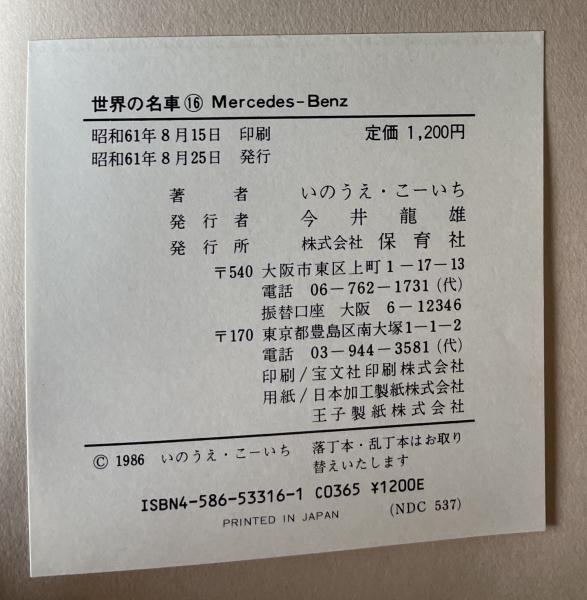 世界の名車⑯ Mercedes-Benz
昭和61年8月15日　印刷　定価 1,200円
昭和61年8月25日　発行
著者　いのうえ・こーいち
発行者　今井龍雄
発行所　株式会社 保育社
〒540 大阪市東区上町1-17-13
電話　06-762-1731(代)
振替口座　大阪　6-12346
〒170 東京都豊島区南大塚1-1-2
電話　03-944-3581(代)
印刷/宝文社印刷株式会社
用紙/日本加工製紙株式会社
王子製紙株式会社
© 1986　いのうえ・こーいち　落丁本・乱丁本はお取り
替えいたします
ISBN4-586-53316-1 C0365 ¥1200E
PRINTED IN JAPAN　(NDC 537)